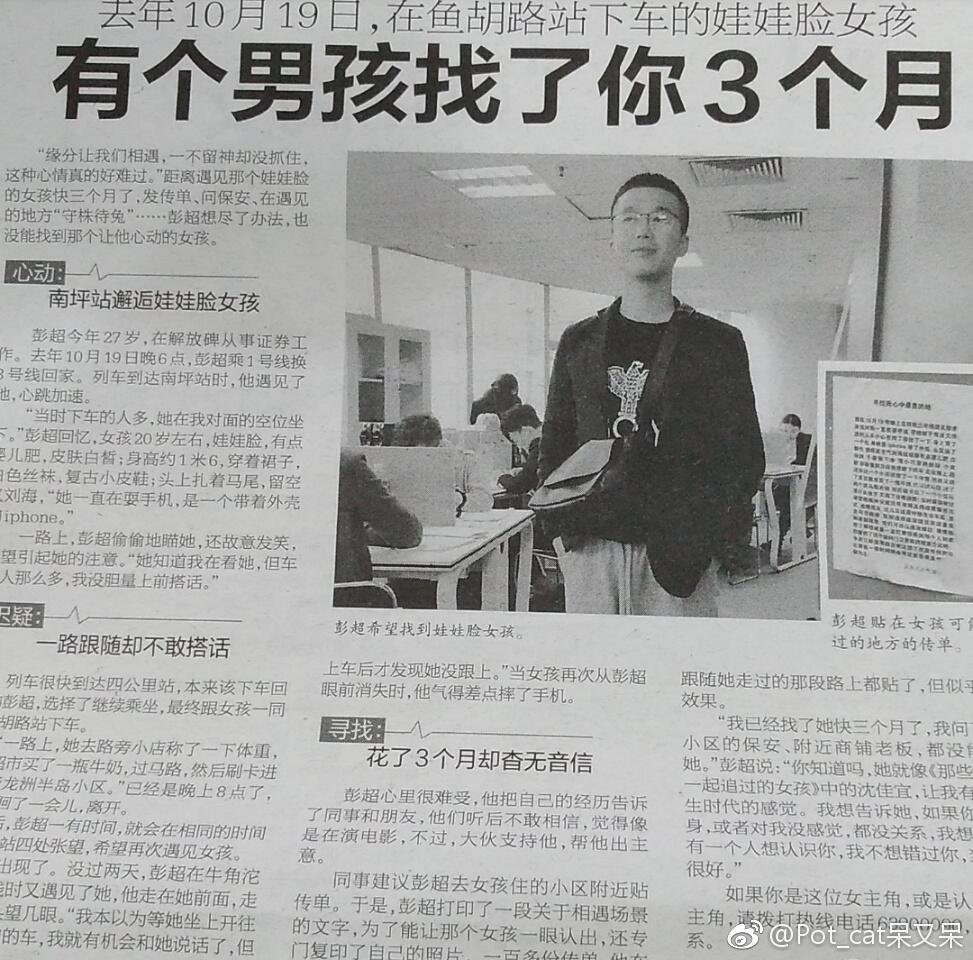 去年10月19日,在鱼胡路站下车的娃娃脸女孩
有个男孩找了你3个月
“缘分让我们相遇,一不留神却没抓住,
这种心情真的好难过。”距离遇见那个娃娃脸
的女孩快三个月了,发传单、问保安、在遇见
的地方“守株待兔”……彭超想尽了办法,也
没能找到那个让他心动的女孩。
心动:
南坪站邂逅娃娃脸女孩
彭超今年27岁,在解放碑从事证券工
作。去年10月19日晚6点,彭超乘1号线换
3号线回家。列车到达南坪站时,他遇见了
她,心跳加速。
“当时下车的人多,她在我对面的空位坐
下。”彭超回忆,女孩20岁左右,娃娃脸,有点
婴儿肥,皮肤白皙;身高约1米6,穿着裙子,
白色丝袜,复古小皮鞋;头上扎着马尾,留空
气刘海,“她一直在耍手机,是一个带着外壳
的iphone。”
一路上,彭超偷偷地瞄她,还故意发笑,
望引起她的注意。“她知道我在看她,但车
人那么多,我没胆量上前搭话。”
迟疑:
一路跟随却不敢搭话
列车很快到达四公里站,本来该下车回
的彭超,选择了继续乘坐,最终跟女孩一同
胡路站下车。
一路上,她去路旁小店称了一下体重,
超市买了一瓶牛奶,过马路,然后刷卡进
龙洲半岛小区。”已经是晚上8点了,
徊了一会儿,离开。
后,彭超一有时间,就会在相同的时间
站四处张望,希望再次遇见女孩。
出现了。没过两天,彭超在牛角沱
线时又遇见了她,他走在她前面,走
头望几眼。“我本以为等她坐上开往
的车,我就有机会和她说话了,但
彭超希望找到娃娃脸女孩。
上车后才发现她没跟上。”当女孩再次从彭超
眼前消失时,他气得差点摔了手机。
寻找:
花了3个月却杳无音信
彭超心里很难受,他把自己的经历告诉
了同事和朋友,他们听后不敢相信,觉得像
是在演电影,不过,大伙支持他,帮他出主
意。
同事建议彭超去女孩住的小区附近贴
传单。于是,彭超打印了一段关于相遇场景
的文字,为了能让那个女孩一眼认出,还专
门复印了自己的照片。一百多份传单,他在
寻找我心中最美的她
彭超贴在女孩可能
过的地方的传单。
跟随她走过的那段路上都贴了,但似乎
效果。
“我已经找了她快三个月了,我问
小区的保安、附近商铺老板,都没
她。”彭超说:“你知道吗,她就像《那些
一起追过的女孩》中的沈佳宜,让我有
生时代的感觉。我想告诉她,如果你
身,或者对我没感觉,都没关系,我想
有一个人想认识你,我不想错过你,
很好。”
如果你是这位女主角,或是认
主角,请拨打热线电话
系。
@Pot_cat呆又呆